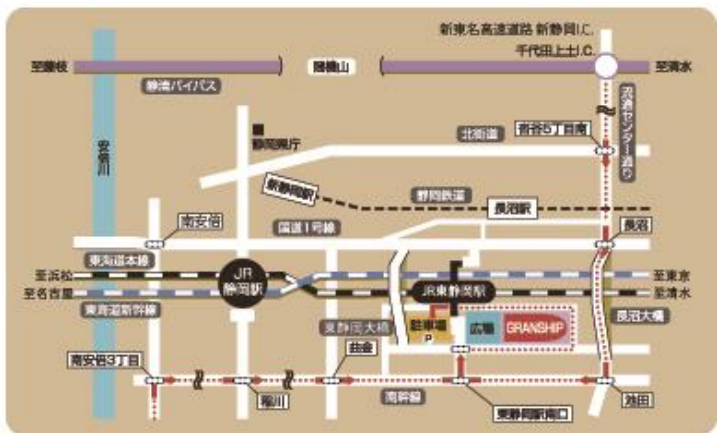 新東名高速道路 新静岡I.C.
千代田上土I.C.
至藤枝
賤機山
至清水
静清バイパス
流通センター通り
安倍川
静岡県庁
北街道
沓谷5丁目南
新静岡駅
静岡鉄道
長沼駅
南安倍
国道1号線
長沼
東海道本線
至浜松
JR
静岡駅
JR東静岡駅
至東京
至名古屋
至清水
東海道新幹線
東静岡大橋
駐車場
P
広場
GRANSHIP
長沼大橋
南安倍3丁目
曲金
稲川
南幹線
東静岡駅南口
池田